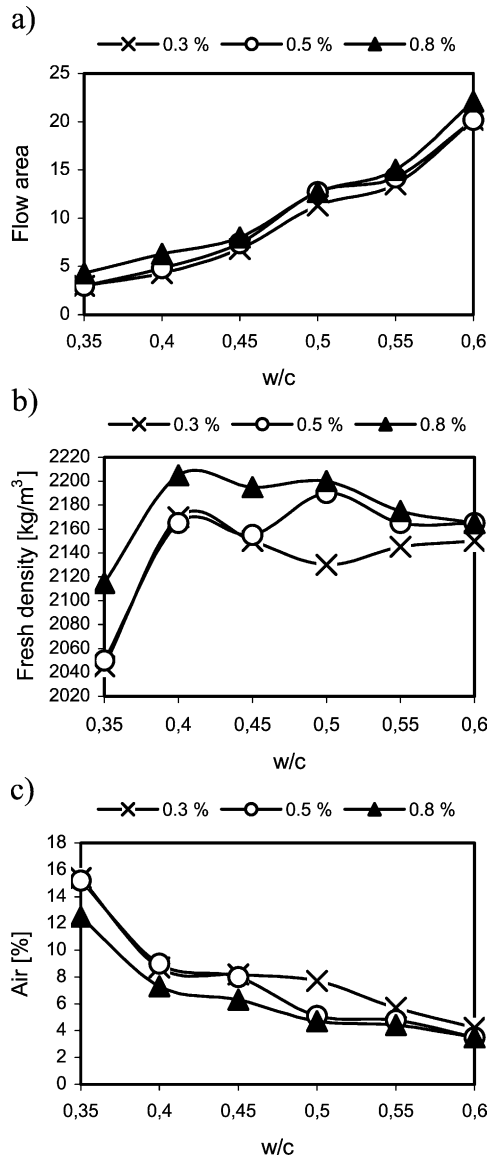 a)
0.3 % 0.5 % 0.8 %
25
20
15
10
5
0
Flow area
0,35 0,4 0,45 0,5 0,55 0,6
w/c
b)
0.3 % 0.5 % 0.8 %
2220
2200
2180
2160
2140
2120
2100
2080
2060
2040
2020
Fresh density [kg/m³]
0,35 0,4 0,45 0,5 0,55 0,6
w/c
c)
0.3 % 0.5 % 0.8 %
18
16
14
12
10
8
6
4
2
0
Air [%]
0,35 0,4 0,45 0,5 0,55 0,6
w/c